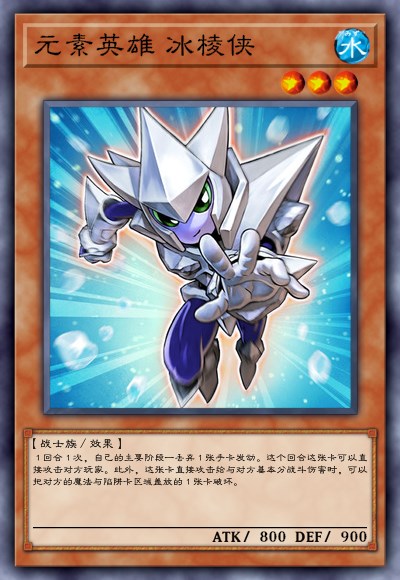 元素英雄 冰棱侠
水
【战士族／效果】
１回合１次，自己的主要阶段一丢弃１张手卡发动。这个回合这张卡可以直
接攻击对方玩家。此外，这张卡直接攻击给与对方基本分战斗伤害时，可以
把对方的魔法与陷阱卡区域盖放的１张卡破坏。
ATK/ 800 DEF/ 900